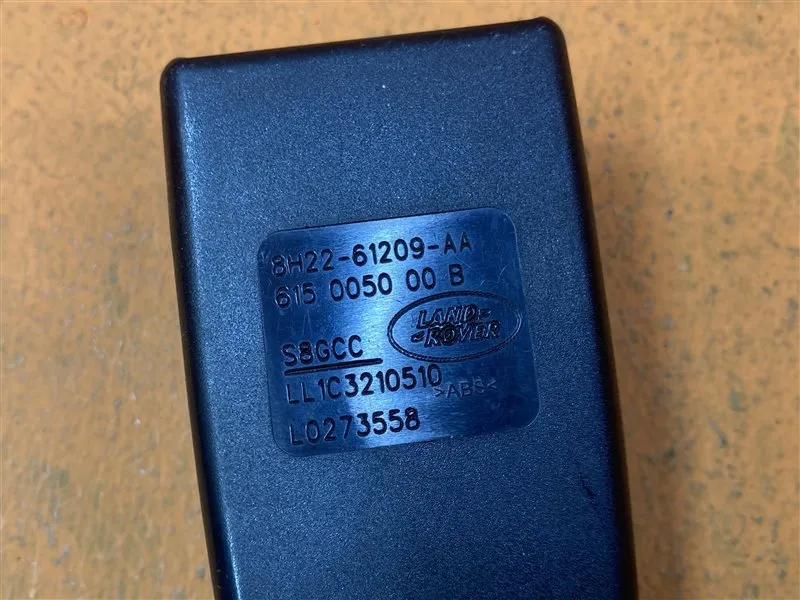 8H22-61209-AA
615 0050 00 B
LAND-
-ROVER
S8GCC
LL1C3210510
>ABS<
L0273558